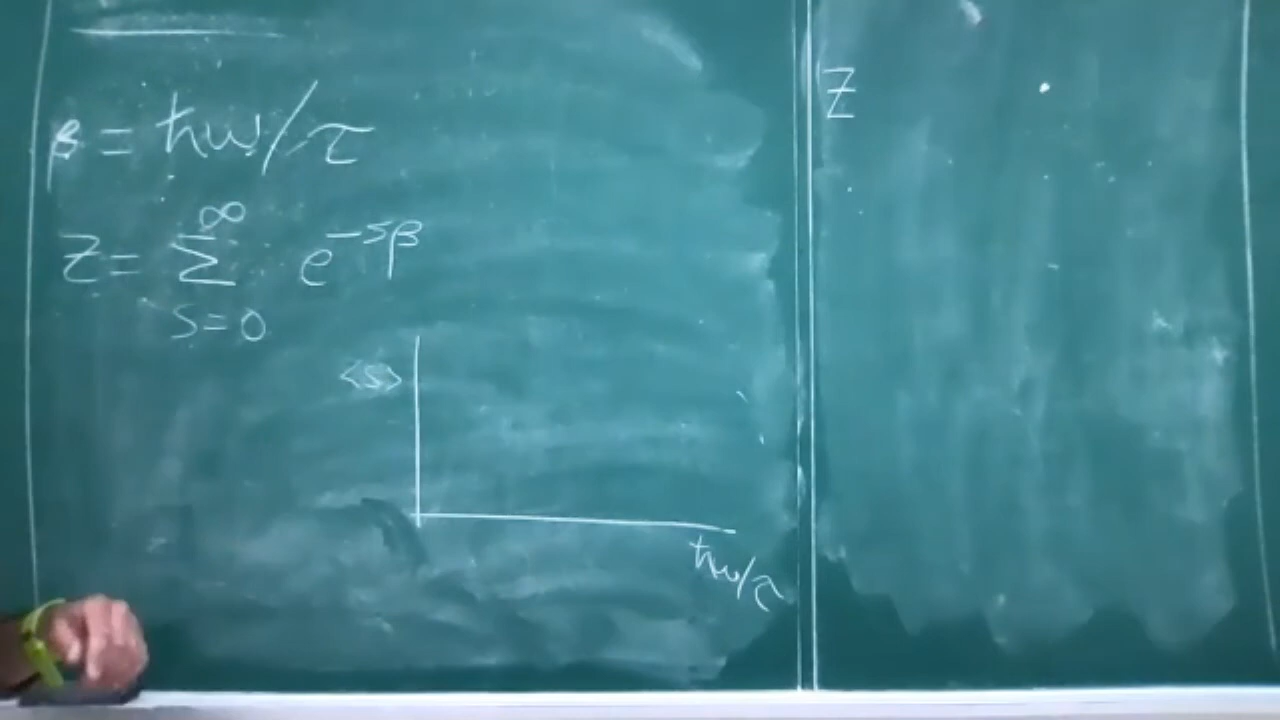 β = ħω/τ
Z = ∑ e^{-sβ}
∞
s=0
<s>
ħω/τ
Z